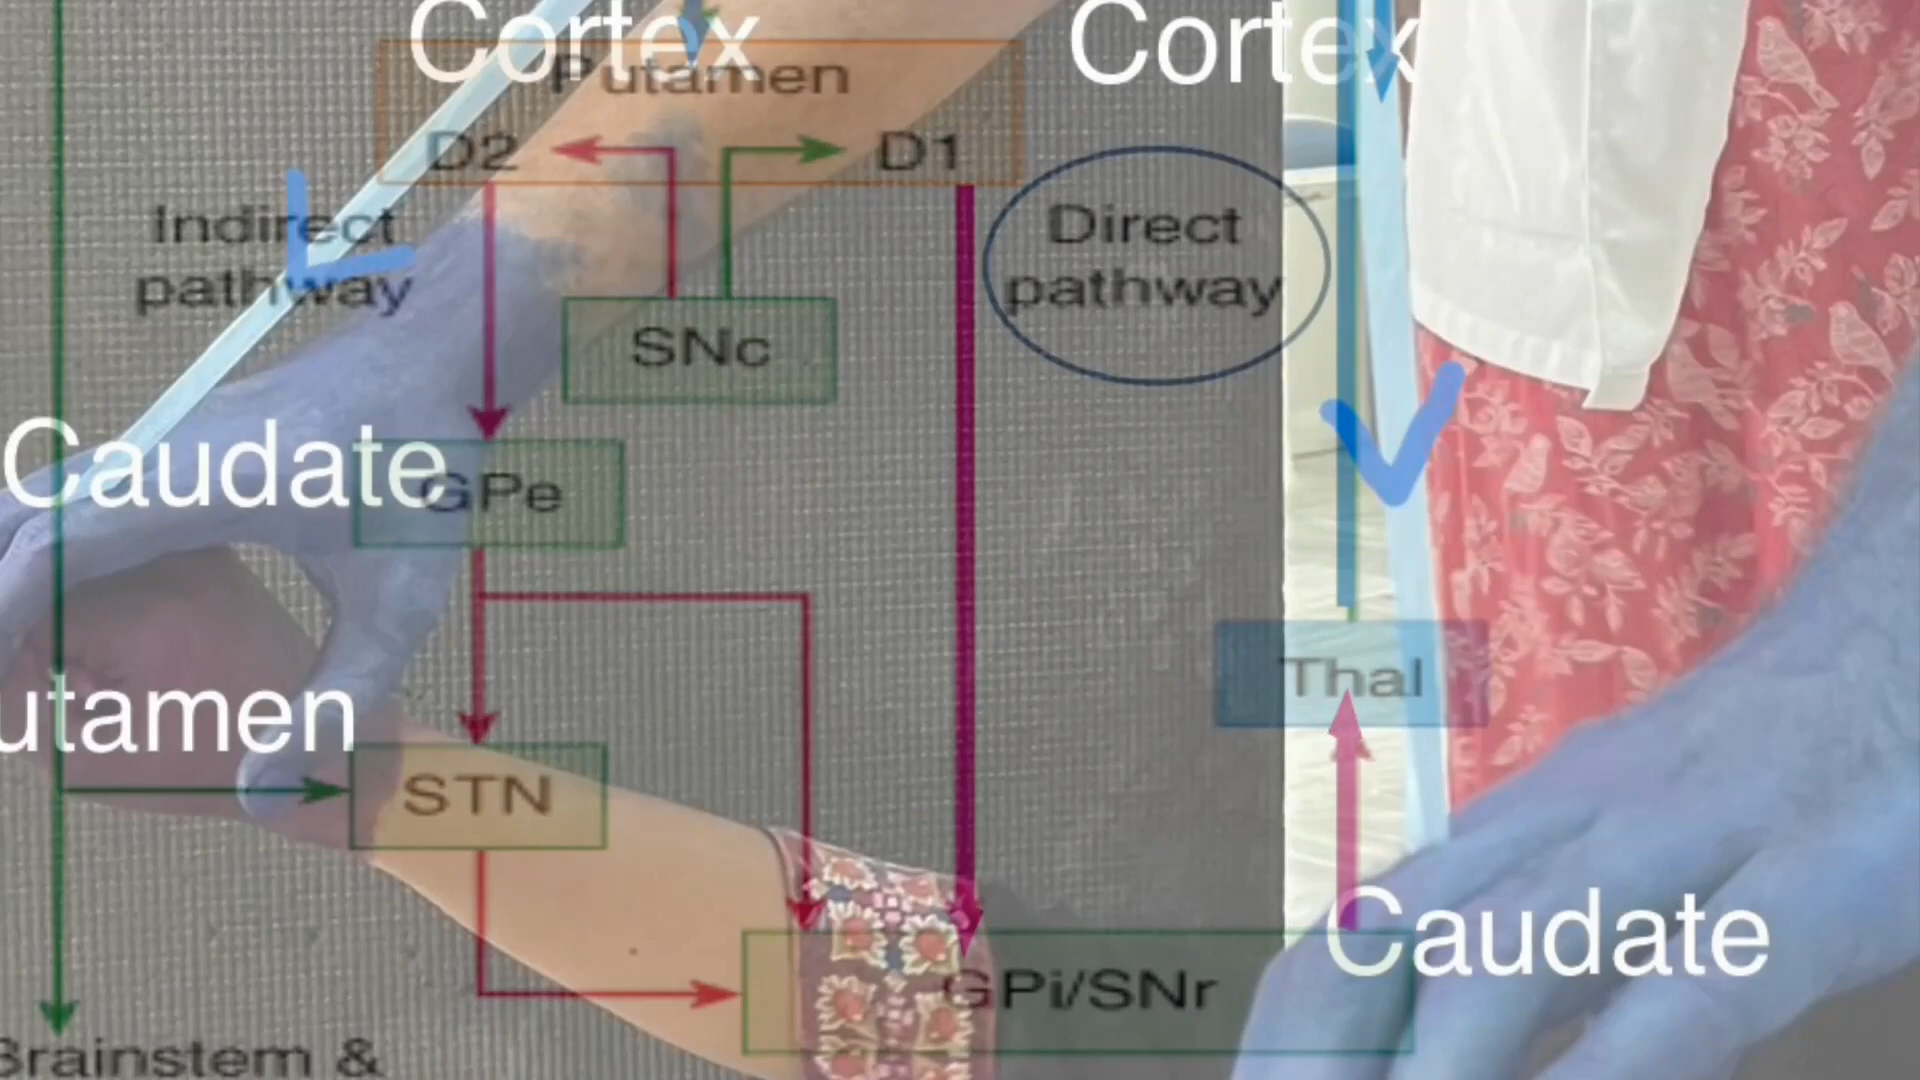 Cortex
Cortex
Putamen
D2
D1
Indirect
pathway
Direct
pathway
SNc
Caudate
GPe
Thal
utamen
STN
Caudate
GPi/SNr
Brainstem &